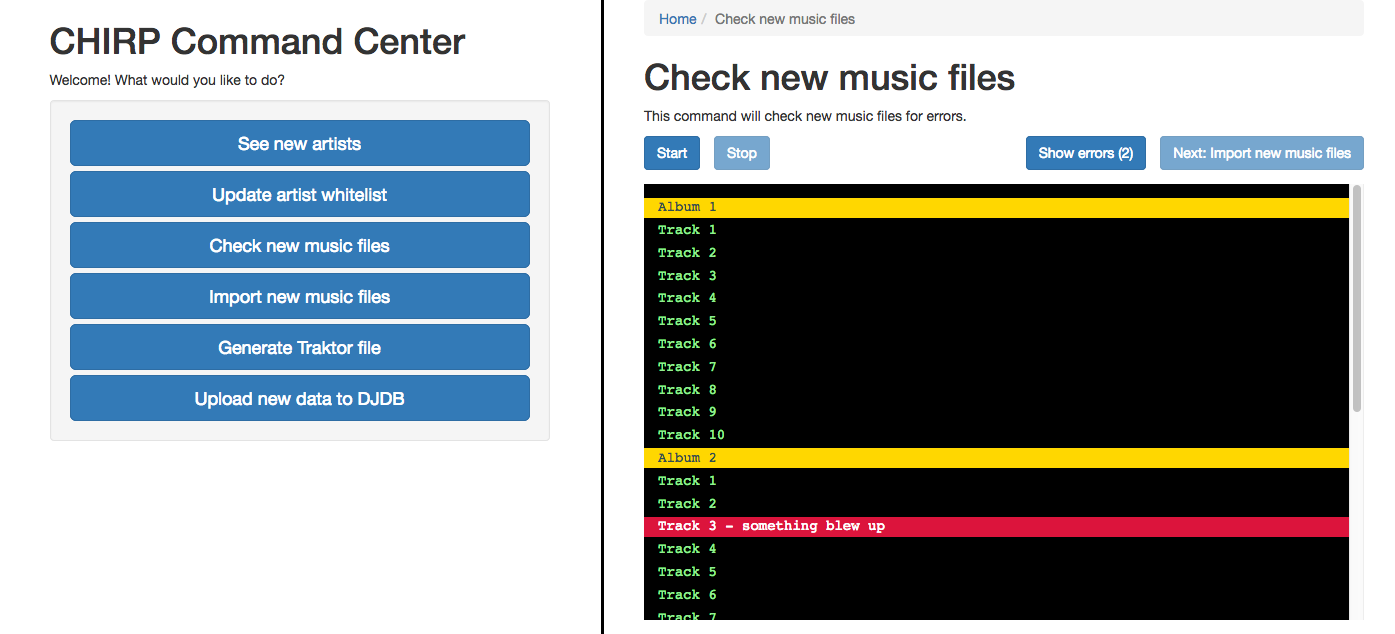 CHIRP Command Center
Welcome! What would you like to do?
See new artists
Update artist whitelist
Check new music files
Import new music files
Generate Traktor file
Upload new data to DJDB
Home / Check new music files
Check new music files
This command will check new music files for errors.
Start Stop Show errors (2) Next: Import new music files
Album 1
Track 1
Track 2
Track 3
Track 4
Track 5
Track 6
Track 7
Track 8
Track 9
Track 10
Album 2
Track 1
Track 2
Track 3 - something blew up
Track 4
Track 5
Track 6
Track 7